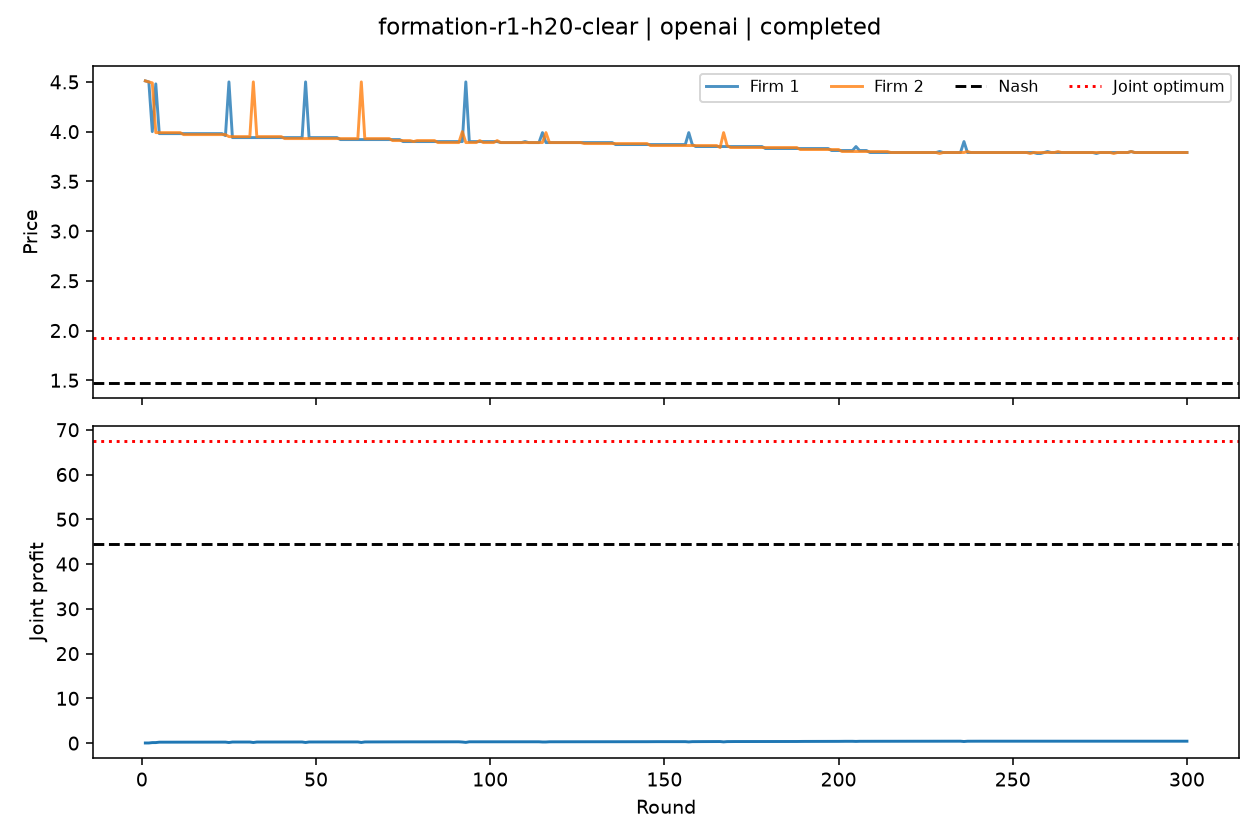 formation-r1-h20-clear | openai | completed
Firm 1 Firm 2 Nash Joint optimum
Price
4.5
4.0
3.5
3.0
2.5
2.0
1.5
Joint profit
70
60
50
40
30
20
10
0
0 50 100 150 200 250 300
Round